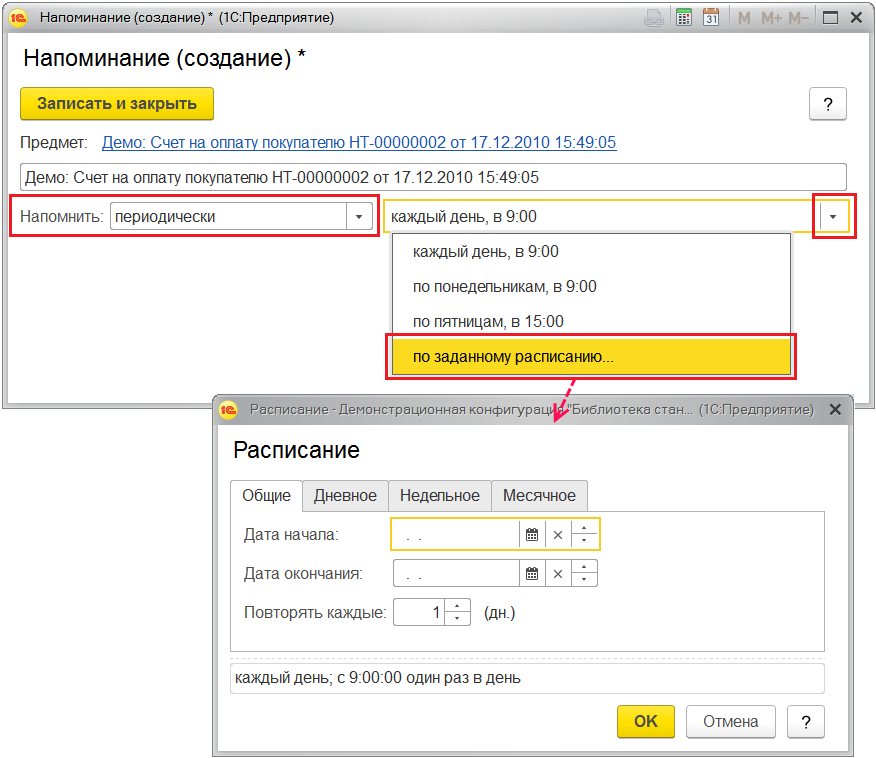 Напоминание (создание) * (1С:Предприятие)
31 M M+ M−
Напоминание (создание) *
Записать и закрыть
?
Предмет: Демо: Счет на оплату покупателю НТ-00000002 от 17.12.2010 15:49:05
Демо: Счет на оплату покупателю НТ-00000002 от 17.12.2010 15:49:05
Напомнить: периодически
каждый день, в 9:00
каждый день, в 9:00
по понедельникам, в 9:00
по пятницам, в 15:00
по заданному расписанию...
Расписание - Демонстрационная конфигурация "Библиотека стан... (1С:Предприятие)
Расписание
Общие Дневное Недельное Месячное
Дата начала: . .
Дата окончания: . .
Повторять каждые: 1 (дн.)
каждый день; с 9:00:00 один раз в день
OK Отмена ?